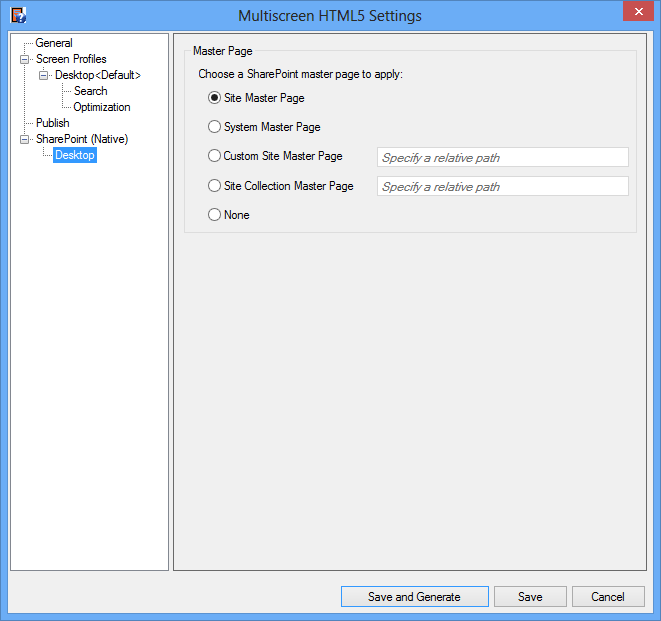 Multiscreen HTML5 Settings
General
Screen Profiles
Desktop<Default>
Search
Optimization
Publish
SharePoint (Native)
Desktop
Master Page
Choose a SharePoint master page to apply:
Site Master Page
System Master Page
Custom Site Master Page
Specify a relative path
Site Collection Master Page
Specify a relative path
None
Save and Generate
Save
Cancel